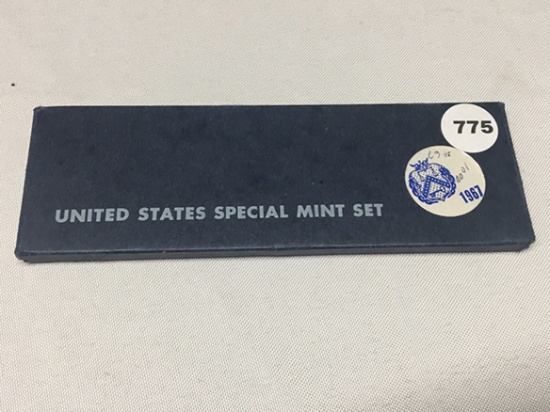 775
1967
UNITED STATES SPECIAL MINT SET